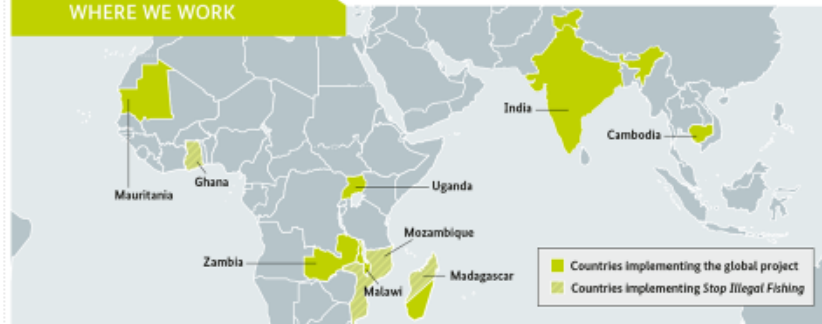 WHERE WE WORK
India
Cambodia
Ghana
Mauritania
Uganda
Mozambique
Zambia
Madagascar
Malawi
Countries implementing the global project
Countries implementing Stop Illegal Fishing